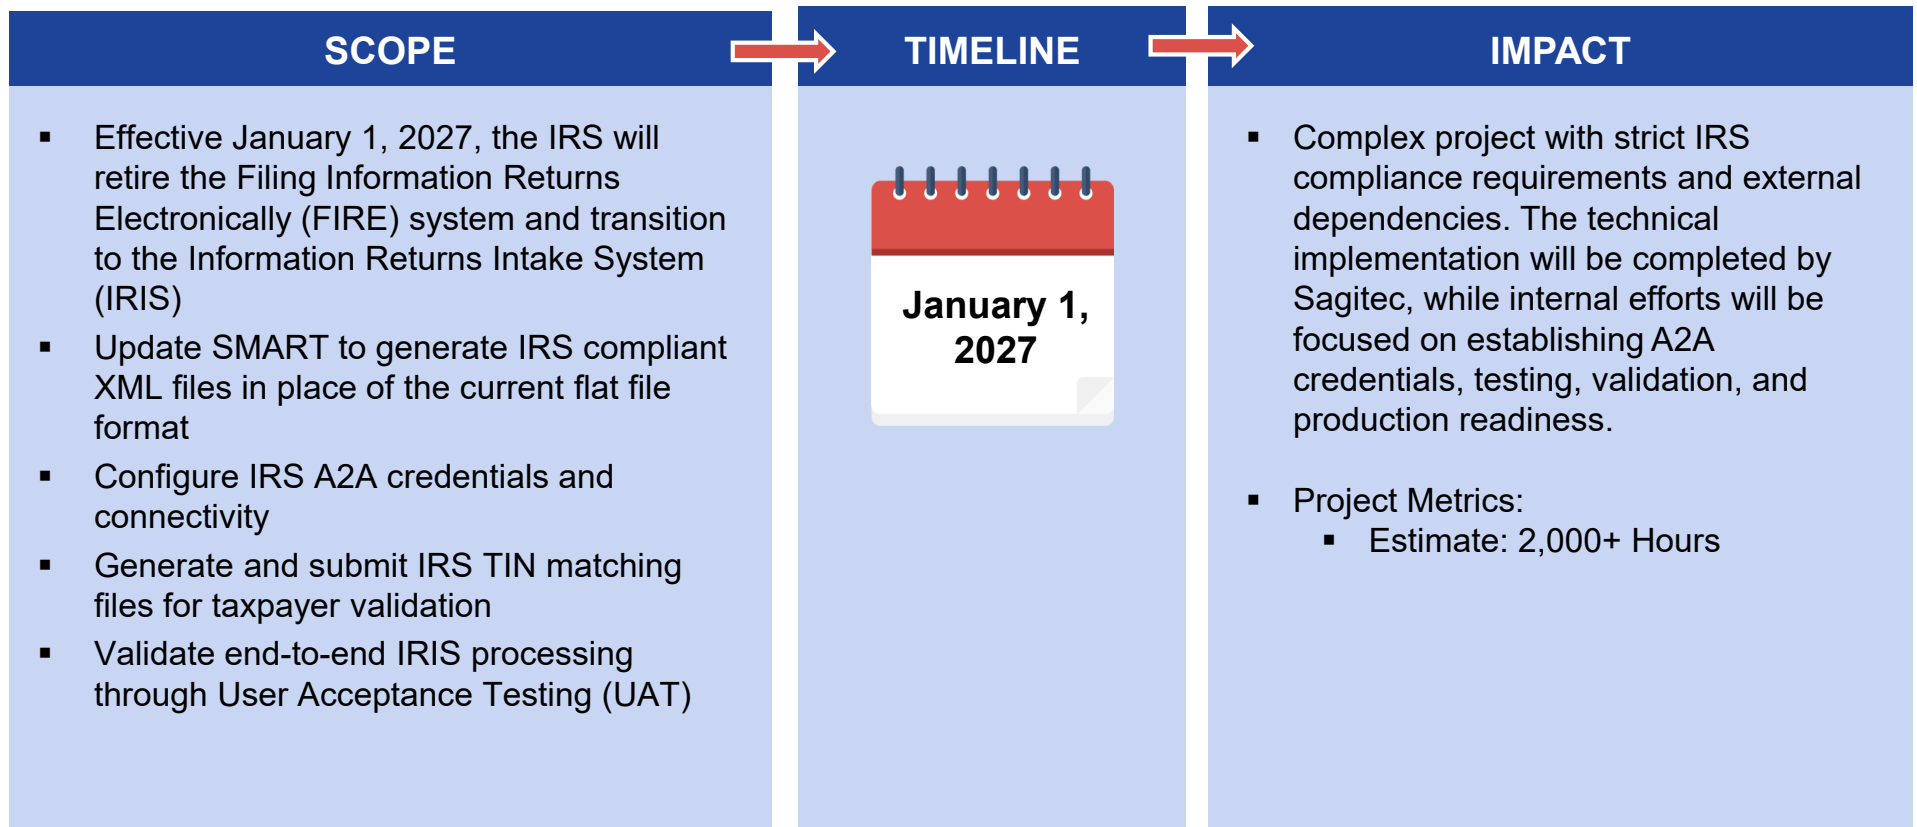 SCOPE
▪ Effective January 1, 2027, the IRS will
retire the Filing Information Returns
Electronically (FIRE) system and transition
to the Information Returns Intake System
(IRIS)
▪ Update SMART to generate IRS compliant
XML files in place of the current flat file
format
▪ Configure IRS A2A credentials and
connectivity
▪ Generate and submit IRS TIN matching
files for taxpayer validation
▪ Validate end-to-end IRIS processing
through User Acceptance Testing (UAT)
TIMELINE
January 1,
2027
IMPACT
▪ Complex project with strict IRS
compliance requirements and external
dependencies. The technical
implementation will be completed by
Sagitec, while internal efforts will be
focused on establishing A2A
credentials, testing, validation, and
production readiness.
▪ Project Metrics:
▪ Estimate: 2,000+ Hours